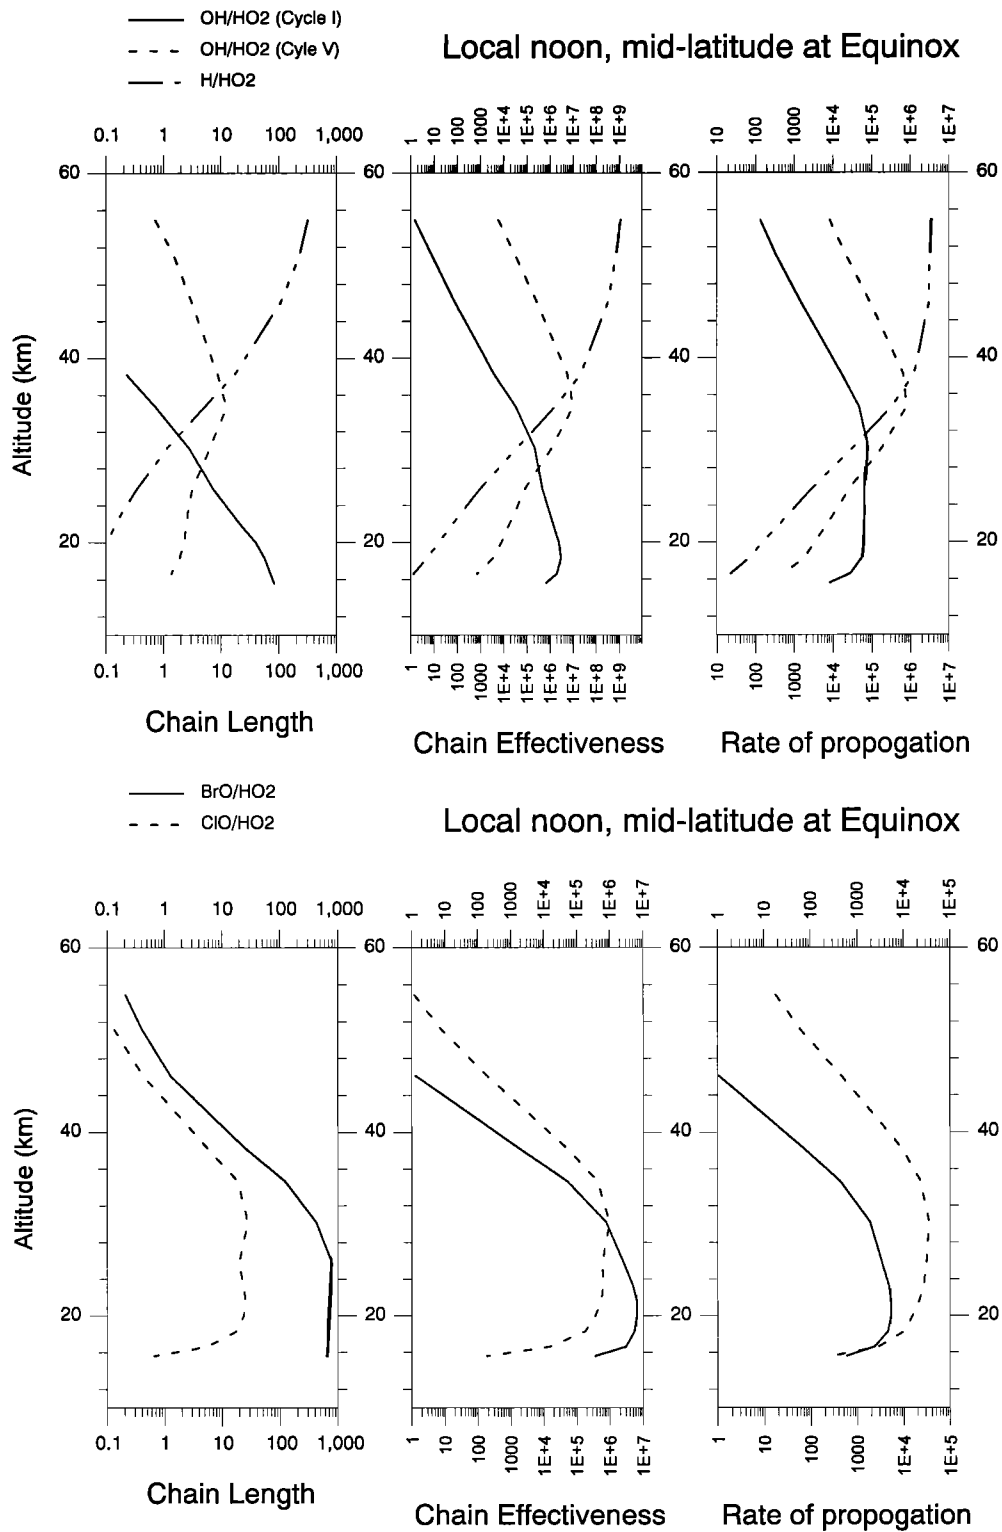 OH/HO2 (Cycle I)
OH/HO2 (Cyle V)
H/HO2
Local noon, mid-latitude at Equinox
0.1 1 10 100 1,000
1 10 100 1000 1E+4 1E+5 1E+6 1E+7 1E+8 1E+9
10 100 1000 1E+4 1E+5 1E+6 1E+7
60 60 60
40 40 40
20 20 20
Altitude (km)
0.1 1 10 100 1,000
1 10 100 1000 1E+4 1E+5 1E+6 1E+7 1E+8 1E+9
10 100 1000 1E+4 1E+5 1E+6 1E+7
Chain Length
Chain Effectiveness
Rate of propogation
BrO/HO2
ClO/HO2
Local noon, mid-latitude at Equinox
0.1 1 10 100 1,000
1 10 100 1000 1E+4 1E+5 1E+6 1E+7
1 10 100 1000 1E+4 1E+5
60 60 60
40 40 40
20 20 20
Altitude (km)
0.1 1 10 100 1,000
1 10 100 1000 1E+4 1E+5 1E+6 1E+7
1 10 100 1000 1E+4 1E+5
Chain Length
Chain Effectiveness
Rate of propogation